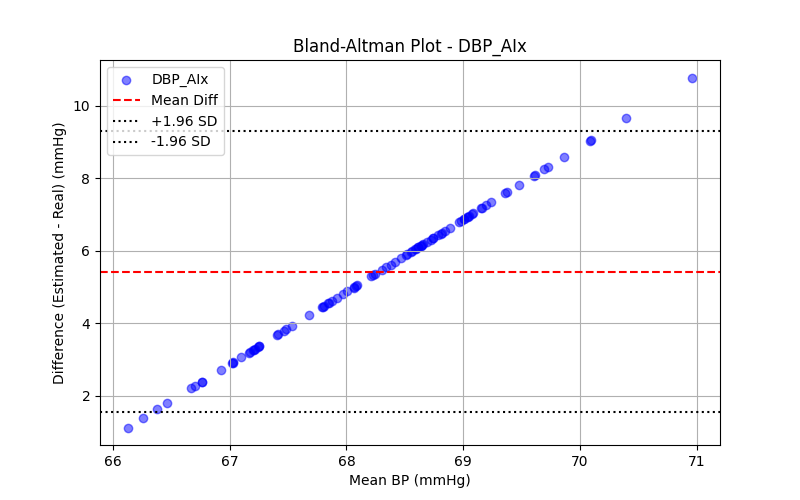 Bland-Altman Plot - DBP_AIx
DBP_AIx
Mean Diff
+1.96 SD
-1.96 SD
Difference (Estimated - Real) (mmHg)
10
8
6
4
2
66 67 68 69 70 71
Mean BP (mmHg)